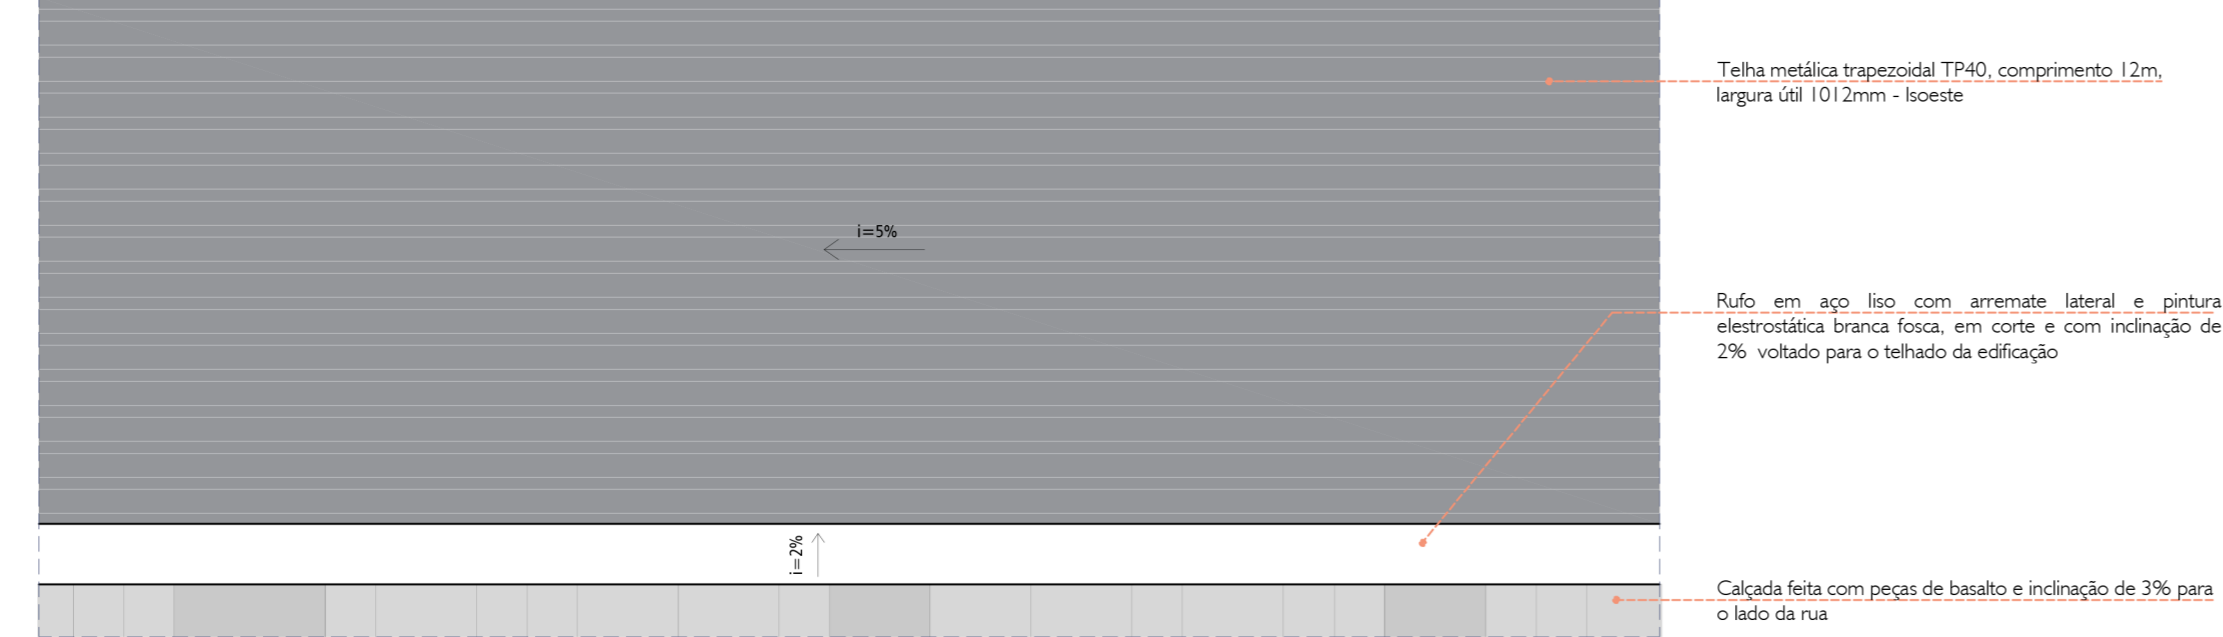 Telha metálica trapezoidal TP40, comprimento 12m,
largura útil 1012mm - Isoeste
i=5%
Rufo em aço liso com arremate lateral e pintura
elestrostática branca fosca, em corte e com inclinação de
2% voltado para o telhado da edificação
i=2%
Calçada feita com peças de basalto e inclinação de 3% para
o lado da rua